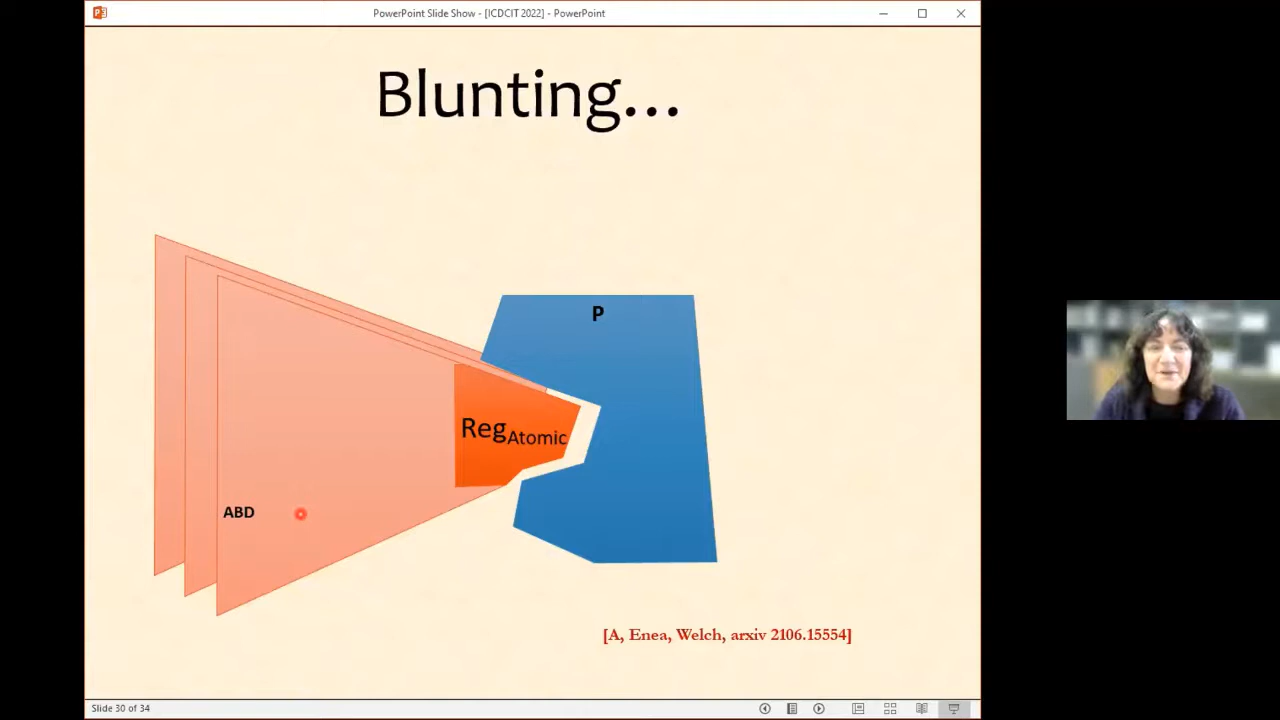 PowerPoint Slide Show - [ICDCIT 2022] - PowerPoint
Blunting...
P
Reg Atomic
ABD
[A, Enea, Welch, arxiv 2106.15554]
Slide 30 of 34